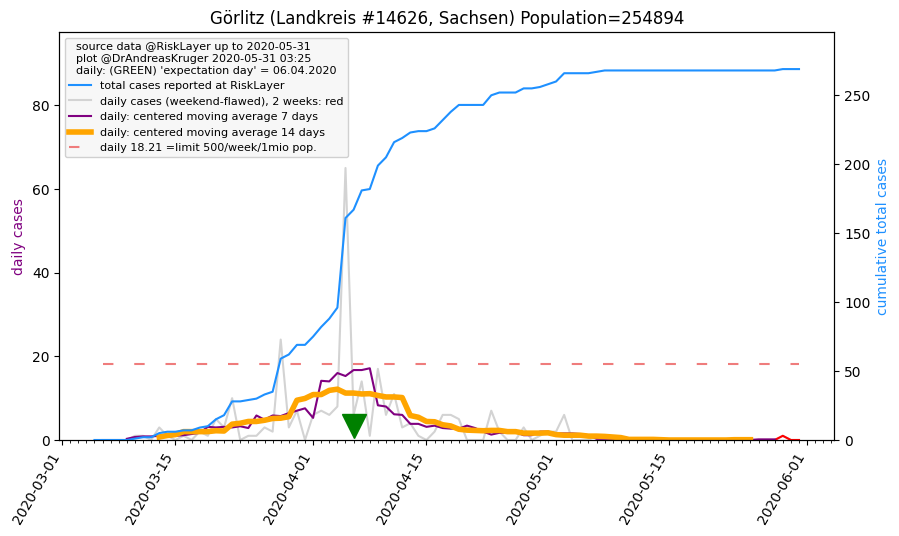 Görlitz (Landkreis #14626, Sachsen) Population=254894
source data @RiskLayer up to 2020-05-31
plot @DrAndreasKruger 2020-05-31 03:25
daily: (GREEN) 'expectation day' = 06.04.2020
total cases reported at RiskLayer
daily cases (weekend-flawed), 2 weeks: red
daily: centered moving average 7 days
daily: centered moving average 14 days
daily 18.21 =limit 500/week/1mio pop.
daily cases
80
60
40
20
0
cumulative total cases
250
200
150
100
50
0
2020-03-01
2020-03-15
2020-04-01
2020-04-15
2020-05-01
2020-05-15
2020-06-01